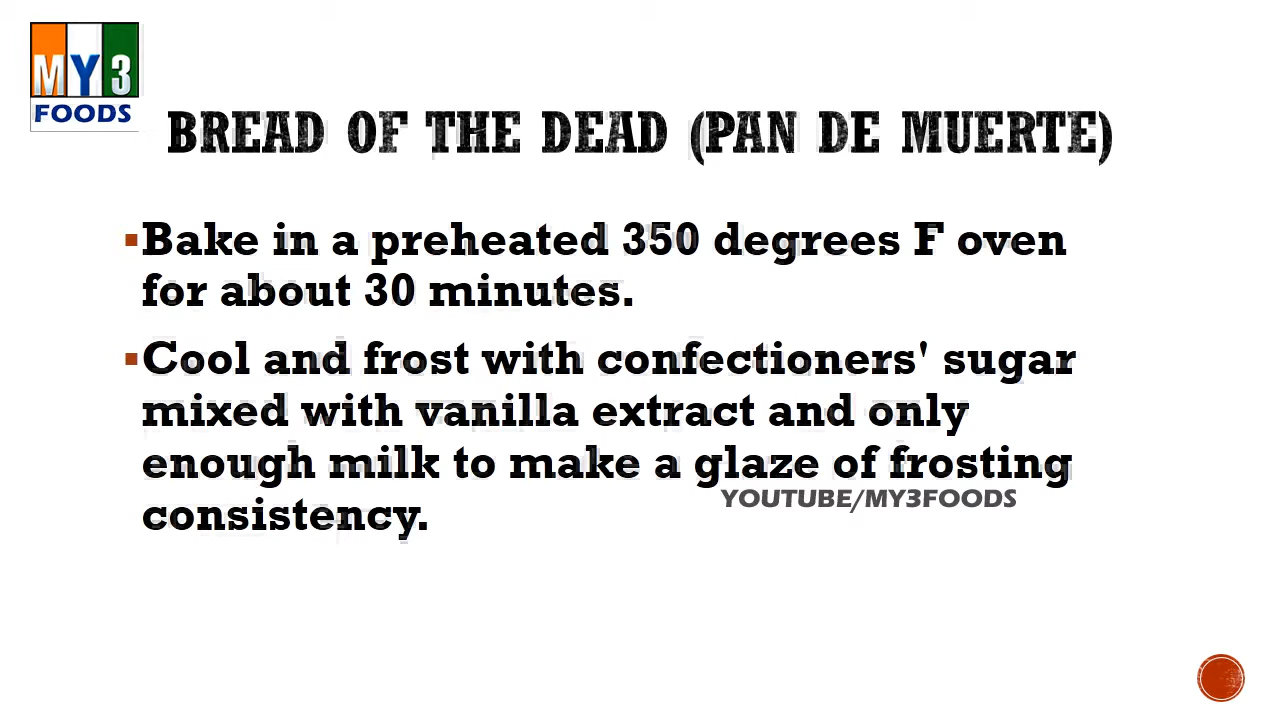 MY3
FOODS
BREAD OF THE DEAD (PAN DE MUERTE)
Bake in a preheated 350 degrees F oven
for about 30 minutes.
Cool and frost with confectioners' sugar
mixed with vanilla extract and only
enough milk to make a glaze of frosting
YOUTUBE/MY3FOODS
consistency.